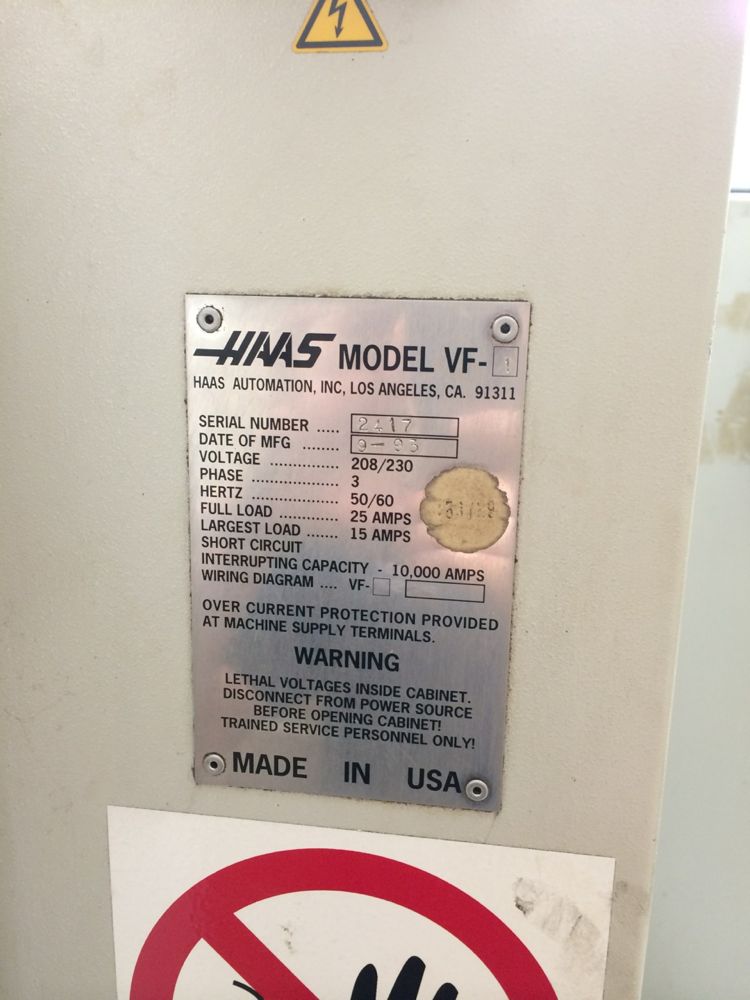 HAAS MODEL VF-1
HAAS AUTOMATION, INC, LOS ANGELES, CA. 91311
SERIAL NUMBER ..... 2417
DATE OF MFG ........ 9-93
VOLTAGE ............... 208/230
PHASE .................... 3
HERTZ .................... 50/60
FULL LOAD ............. 25 AMPS
LARGEST LOAD ....... 15 AMPS
SHORT CIRCUIT
INTERRUPTING CAPACITY - 10,000 AMPS
WIRING DIAGRAM .... VF-
OVER CURRENT PROTECTION PROVIDED
AT MACHINE SUPPLY TERMINALS.
WARNING
LETHAL VOLTAGES INSIDE CABINET.
DISCONNECT FROM POWER SOURCE
BEFORE OPENING CABINET!
TRAINED SERVICE PERSONNEL ONLY!
MADE IN USA